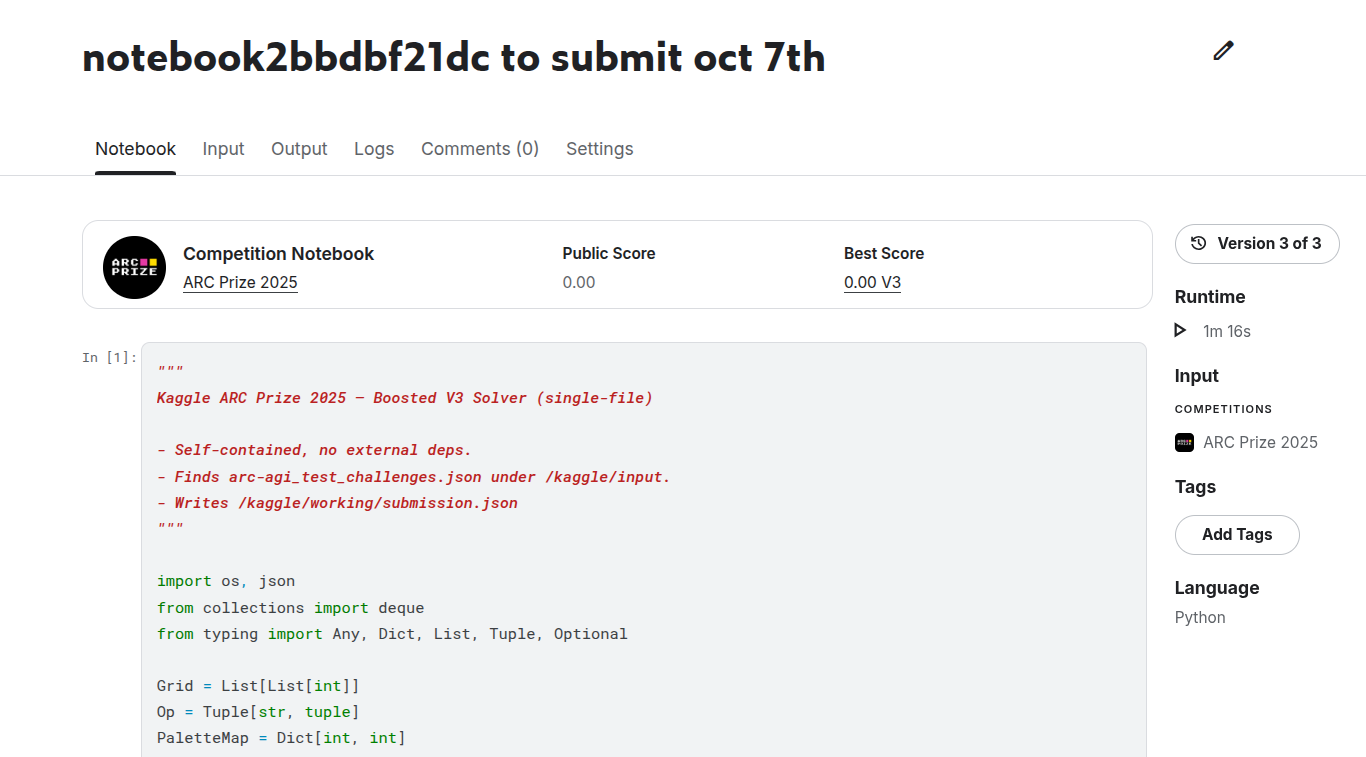 notebook2bbdbf21dc to submit oct 7th
Notebook Input Output Logs Comments (0) Settings
ARC PRIZE
Competition Notebook
ARC Prize 2025
Public Score
0.00
Best Score
0.00 V3
Version 3 of 3
Runtime
1m 16s
Input
COMPETITIONS
ARC Prize 2025
Tags
Add Tags
Language
Python
In [1]:
"""
Kaggle ARC Prize 2025 — Boosted V3 Solver (single-file)
- Self-contained, no external deps.
- Finds arc-agi_test_challenges.json under /kaggle/input.
- Writes /kaggle/working/submission.json
"""
import os, json
from collections import deque
from typing import Any, Dict, List, Tuple, Optional
Grid = List[List[int]]
Op = Tuple[str, tuple]
PaletteMap = Dict[int, int]